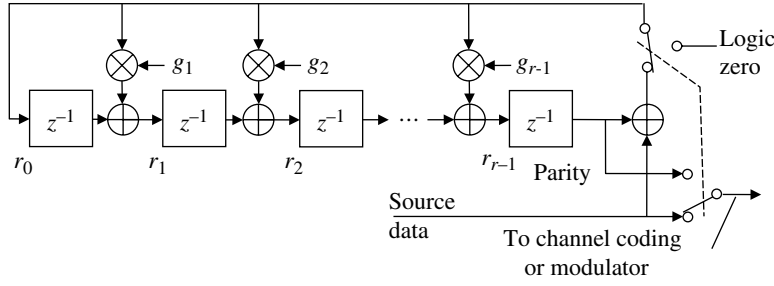 g₁
g₂
gᵣ₋₁
Logic
zero
z⁻¹
z⁻¹
z⁻¹
...
z⁻¹
r₀
r₁
r₂
rᵣ₋₁
Parity
Source
data
To channel coding
or modulator